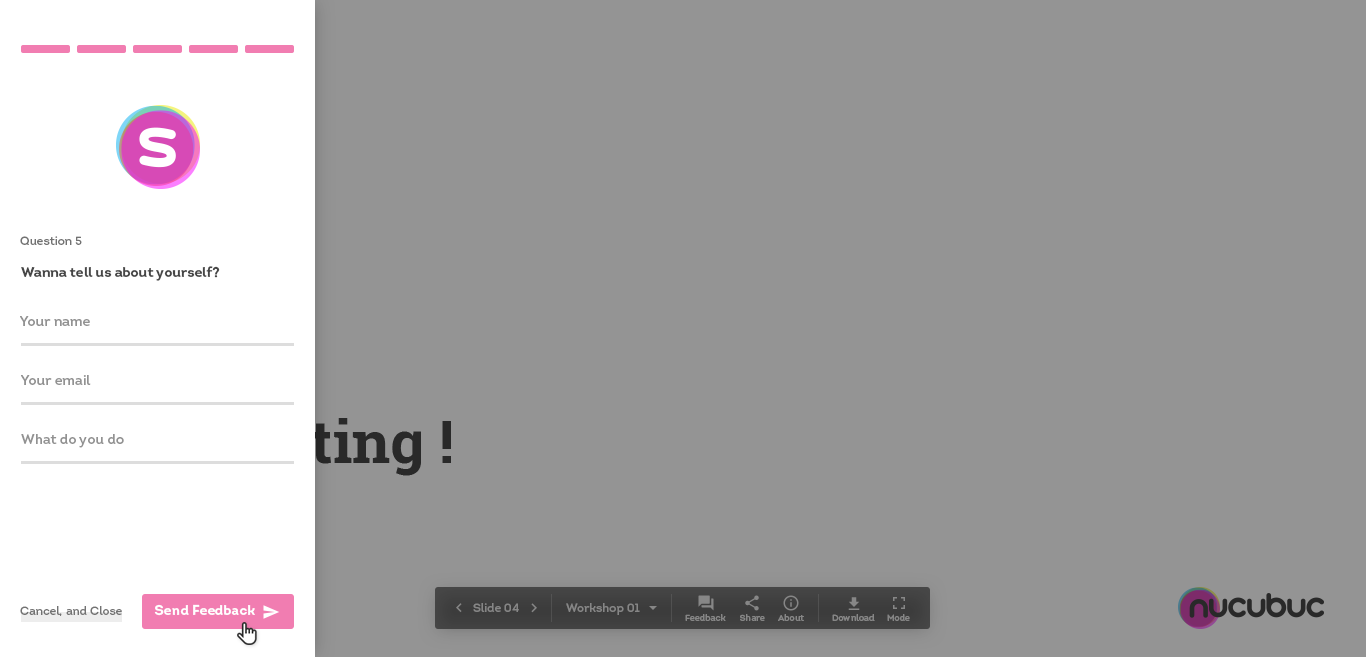 S
Question 5
Wanna tell us about yourself?
Your name
Your email
What do you do
Cancel, and Close
Send Feedback
ting !
Slide 04
Workshop 01
Feedback
Share
About
Download
Mode
nucubuc